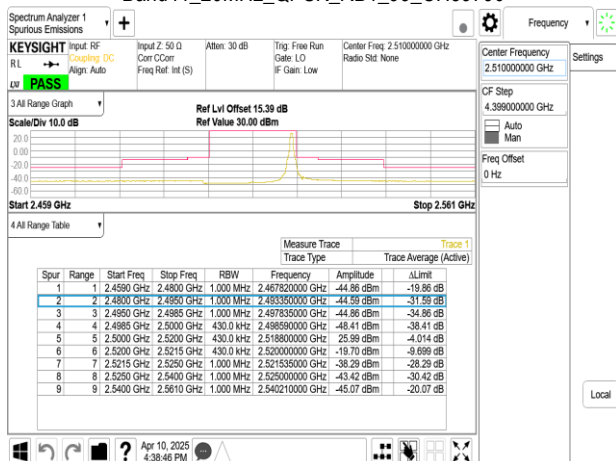 Spectrum Analyzer 1
Spurious Emissions
Frequency
KEYSIGHT Input: RF
RL
Coupling: DC
Align: Auto
Input Z: 50 Ω
Corr CCorr
Freq Ref: Int (S)
Atten: 30 dB
Trig: Free Run
Gate: LO
IF Gain: Low
Center Freq: 2.510000000 GHz
Radio Std: None
PASS
Center Frequency
2.510000000 GHz
Settings
CF Step
4.399000000 GHz
Auto
Man
Freq Offset
0 Hz
3 All Range Graph
Scale/Div 10.0 dB
Ref Lvl Offset 15.39 dB
Ref Value 30.00 dBm
20.0
0.00
-20.0
-40.0
-60.0
Start 2.459 GHz
Stop 2.561 GHz
4 All Range Table
Measure Trace Trace 1
Trace Type Trace Average (Active)
Spur Range Start Freq Stop Freq RBW Frequency Amplitude ΔLimit
1 1 2.4590 GHz 2.4800 GHz 1.000 MHz 2.467820000 GHz -44.86 dBm -19.86 dB
2 2 2.4800 GHz 2.4950 GHz 1.000 MHz 2.493350000 GHz -44.59 dBm -31.59 dB
3 3 2.4950 GHz 2.4985 GHz 1.000 MHz 2.497835000 GHz -44.86 dBm -34.86 dB
4 4 2.4985 GHz 2.5000 GHz 430.0 kHz 2.498590000 GHz -48.41 dBm -38.41 dB
5 5 2.5000 GHz 2.5200 GHz 430.0 kHz 2.518800000 GHz 25.99 dBm -4.014 dB
6 6 2.5200 GHz 2.5215 GHz 430.0 kHz 2.520000000 GHz -19.70 dBm -9.699 dB
7 7 2.5215 GHz 2.5250 GHz 1.000 MHz 2.521535000 GHz -38.29 dBm -28.29 dB
8 8 2.5250 GHz 2.5400 GHz 1.000 MHz 2.525000000 GHz -43.42 dBm -30.42 dB
9 9 2.5400 GHz 2.5610 GHz 1.000 MHz 2.540210000 GHz -45.07 dBm -20.07 dB
Local
Apr 10, 2025
4:38:46 PM